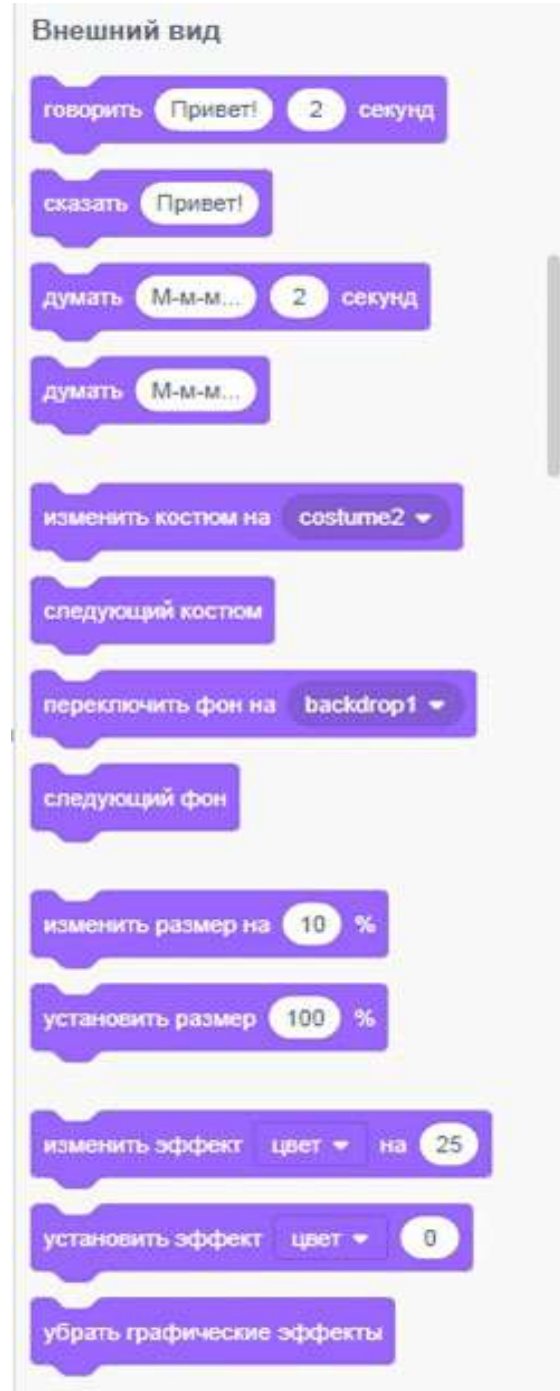 Внешний вид
говорить Привет! 2 секунд
сказать Привет!
думать М-м-м... 2 секунд
думать М-м-м...
изменить костюм на costume2
следующий костюм
переключить фон на backdrop1
следующий фон
изменить размер на 10 %
установить размер 100 %
изменить эффект цвет на 25
установить эффект цвет 0
убрать графические эффекты